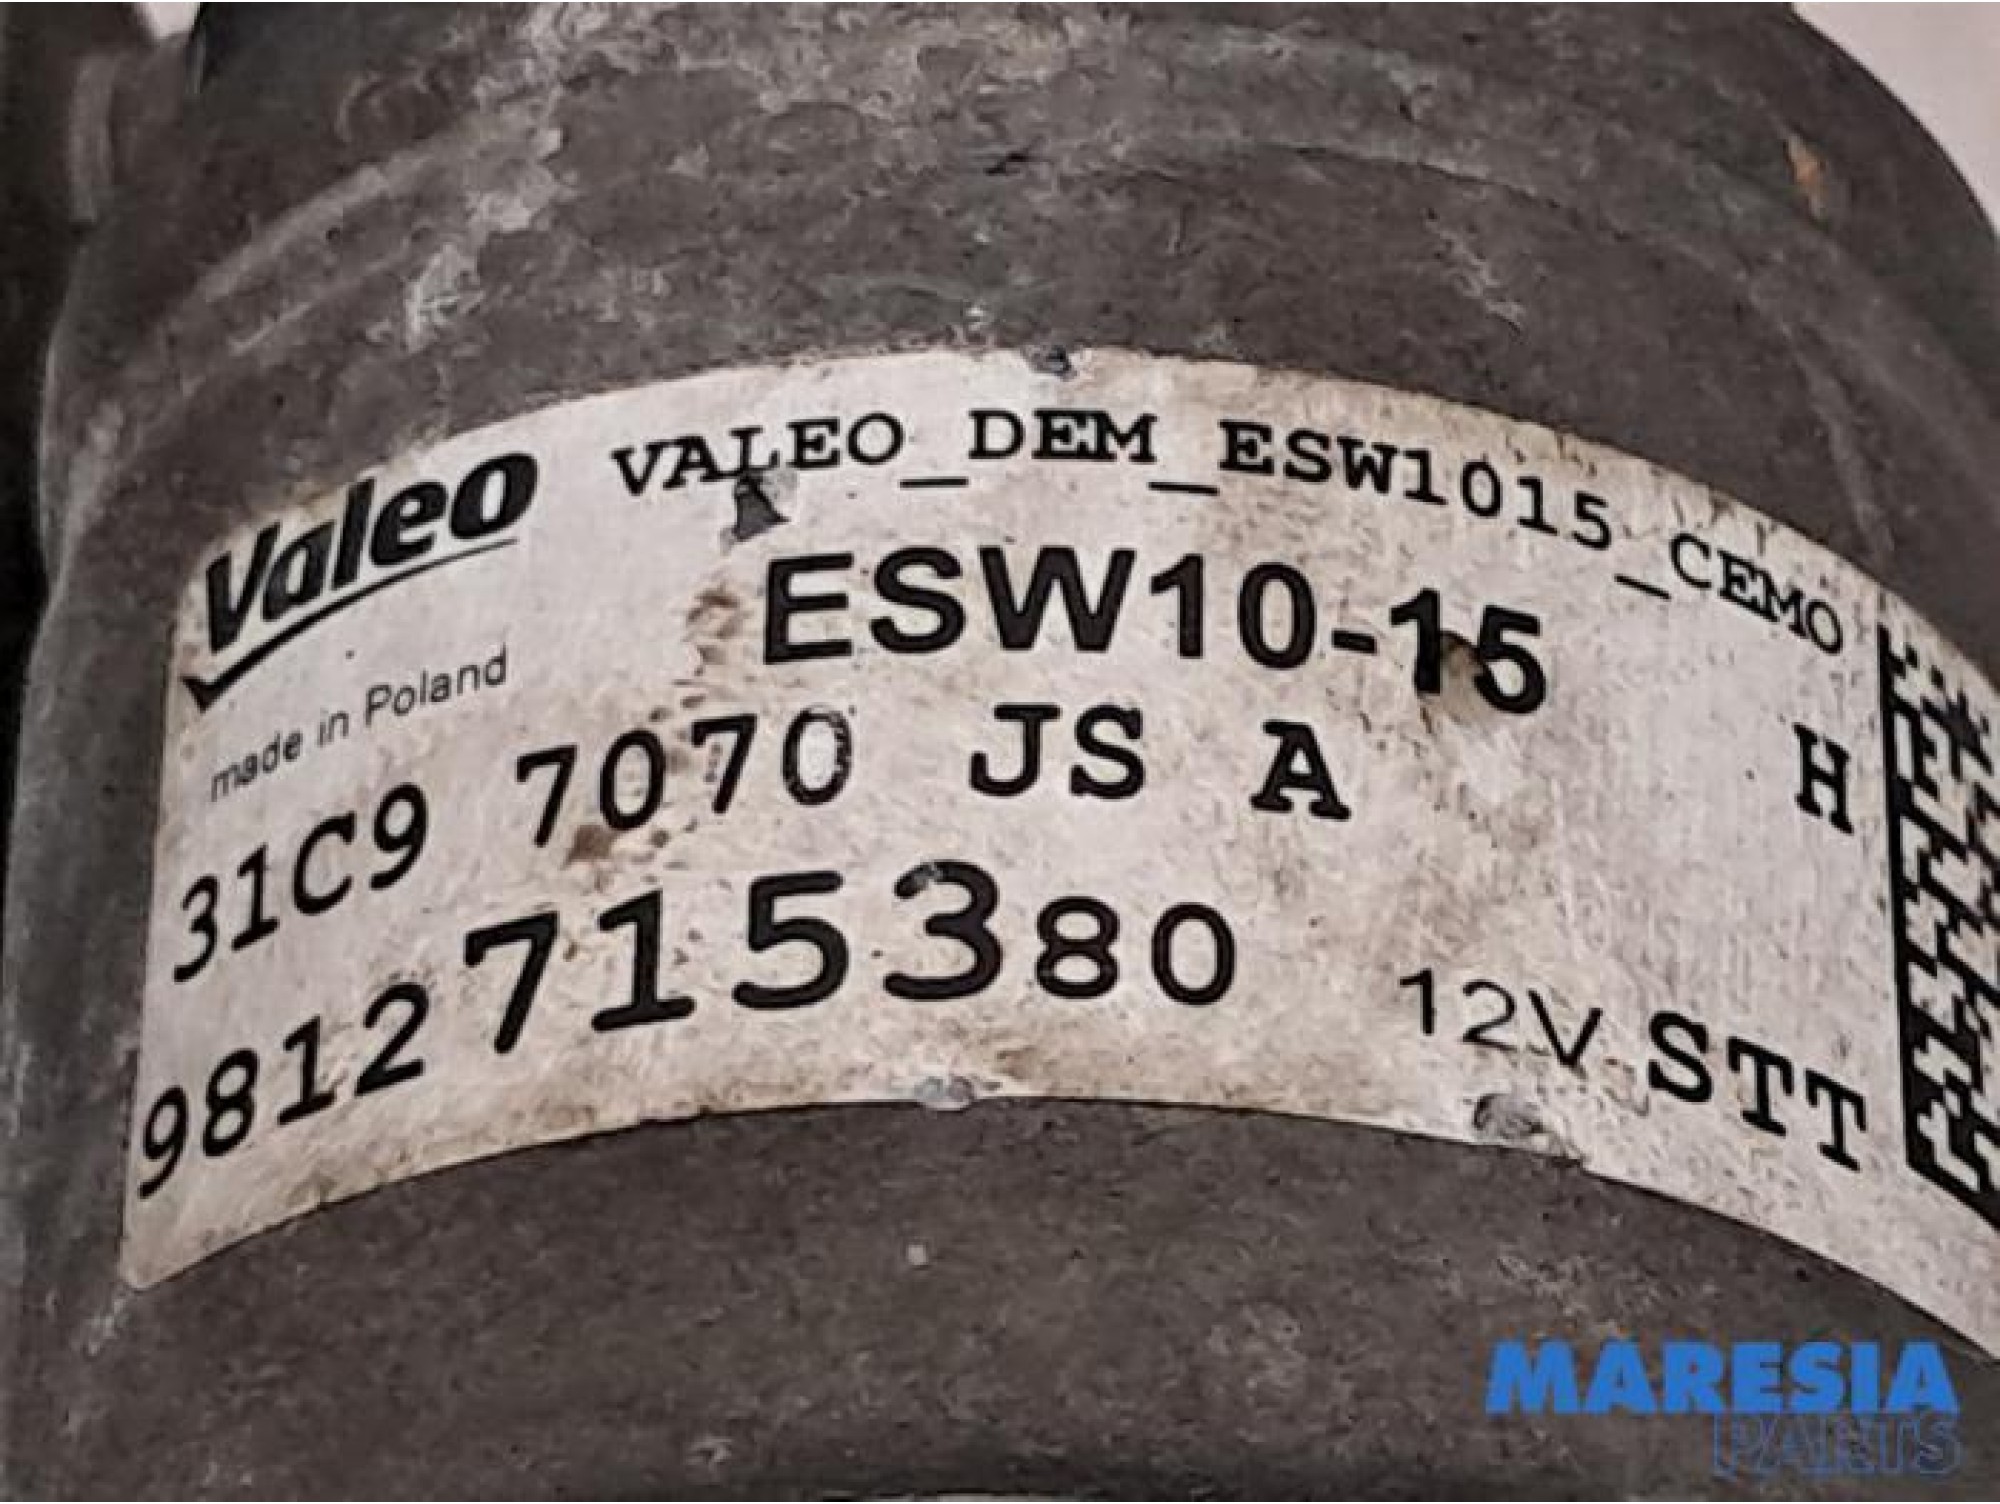 Valeo VALEO_DEM_ESW1015_CEMO
ESW10-15
made in Poland
31C9 7070 JS A H
9812715380
12V STT
MARESIA
PARTS